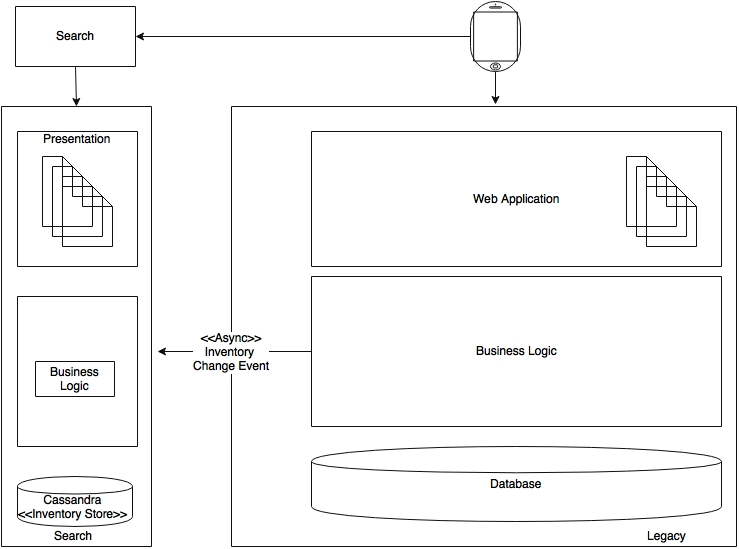 Search
Presentation
Web Application
<<Async>>
Inventory
Change Event
Business Logic
Business
Logic
Cassandra
<<Inventory Store>>
Database
Search
Legacy